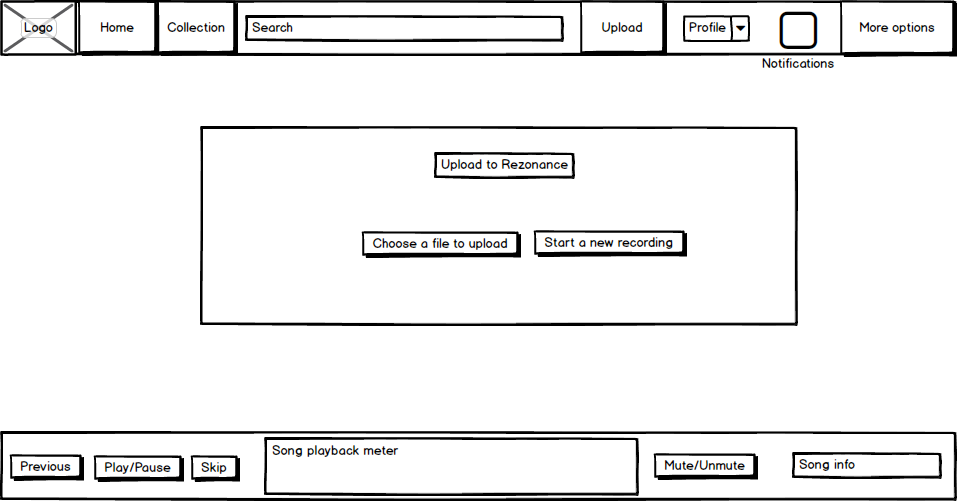 Logo
Home
Collection
Search
Upload
Profile
More options
Notifications
Upload to Rezonance
Choose a file to upload
Start a new recording
Previous
Play/Pause
Skip
Song playback meter
Mute/Unmute
Song info